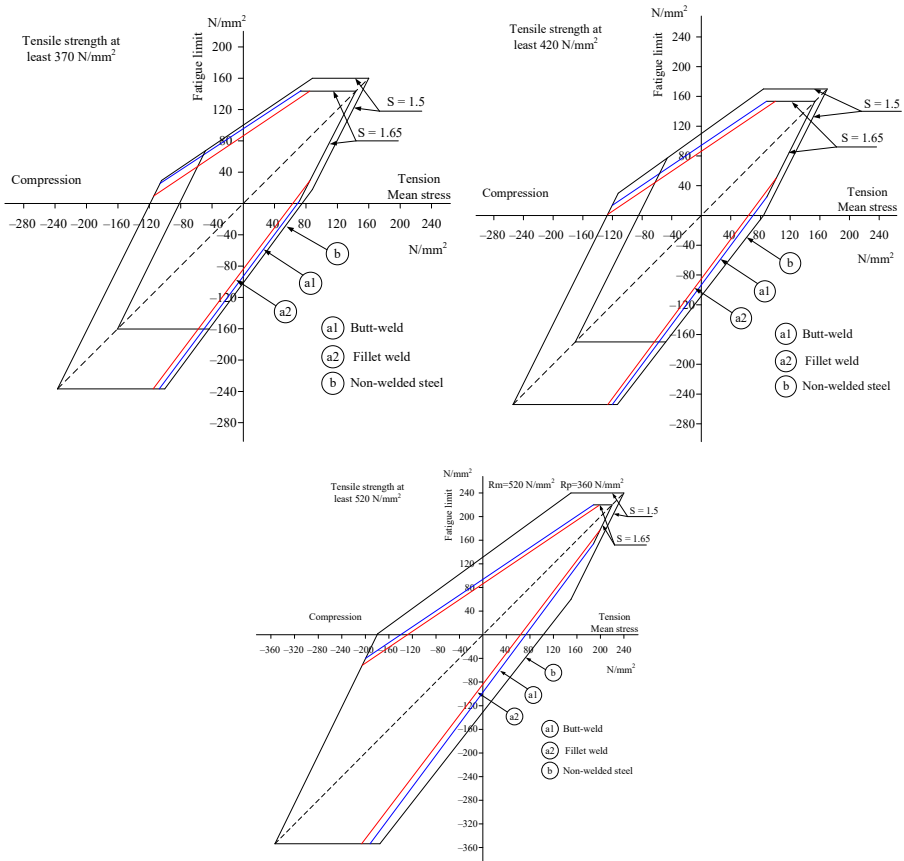 N/mm²
Tensile strength at
least 370 N/mm²
Fatigue limit
200
160
120
80
40
S = 1.5
S = 1.65
Compression
Tension
Mean stress
–280 –240 –200 –160 –120 –80 –40 0 40 80 120 160 200 240
N/mm²
–40
–80
–120
–160
–200
–240
–280
b
a1
a2
a1 Butt-weld
a2 Fillet weld
b Non-welded steel
N/mm²
Tensile strength at
least 420 N/mm²
Fatigue limit
240
200
160
120
80
40
S = 1.5
S = 1.65
Compression
Tension
Mean stress
–280 –240 –200 –160 –120 –80 –40 0 40 80 120 160 200 240
N/mm²
–40
–80
–120
–160
–200
–240
–280
b
a1
a2
a1 Butt-weld
a2 Fillet weld
b Non-welded steel
N/mm²
Tensile strength at
least 520 N/mm²
Fatigue limit
Rm=520 N/mm² Rp=360 N/mm²
240
200
160
120
80
40
S = 1.5
S = 1.65
Compression
Tension
Mean stress
–360 –320 –280 –240 –200 –160 –120 –80 –40 0 40 80 120 160 200 240
N/mm²
–40
–80
–120
–160
–200
–240
–280
–320
–360
b
a1
a2
a1 Butt-weld
a2 Fillet weld
b Non-welded steel